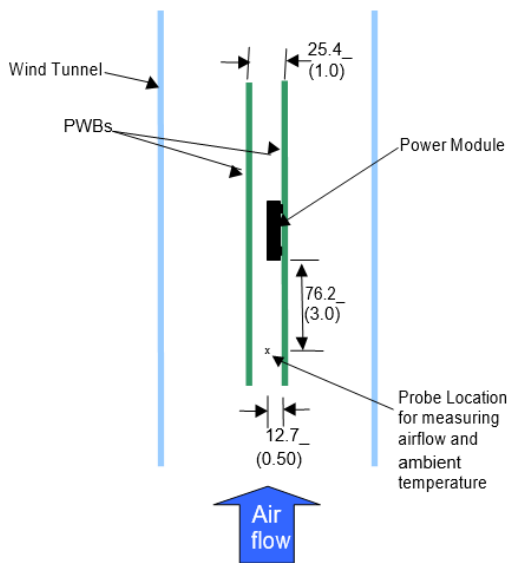 25.4_
(1.0)
Wind Tunnel
PWBs
Power Module
76.2_
(3.0)
x
Probe Location
for measuring
airflow and
ambient
temperature
12.7_
(0.50)
Air
flow